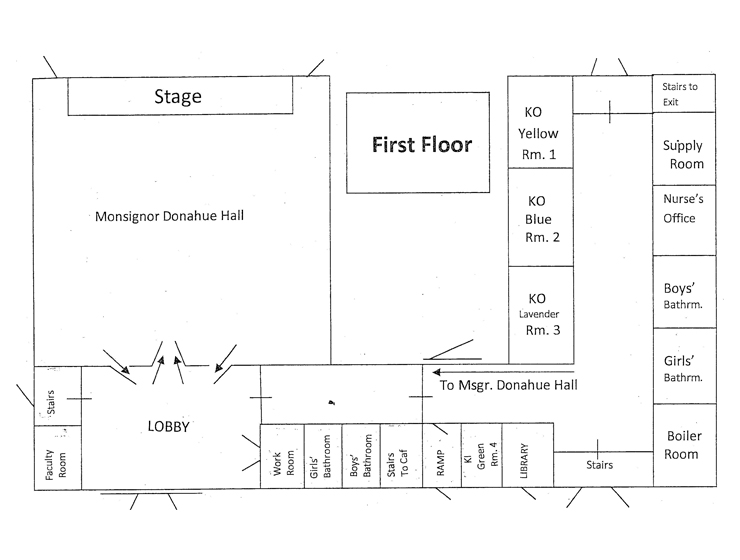 Stage
Monsignor Donahue Hall
First Floor
KO
Yellow
Rm. 1
KO
Blue
Rm. 2
KO
Lavender
Rm. 3
Stairs to
Exit
Supply
Room
Nurse's
Office
Boys'
Bathrm.
Girls'
Bathrm.
Boiler
Room
To Msgr. Donahue Hall
Stairs
Faculty
Room
LOBBY
Work
Room
Girls'
Bathroom
Boys'
Bathroom
Stairs
To Caf
RAMP
KI
Green
Rm. 4
LIBRARY
Stairs